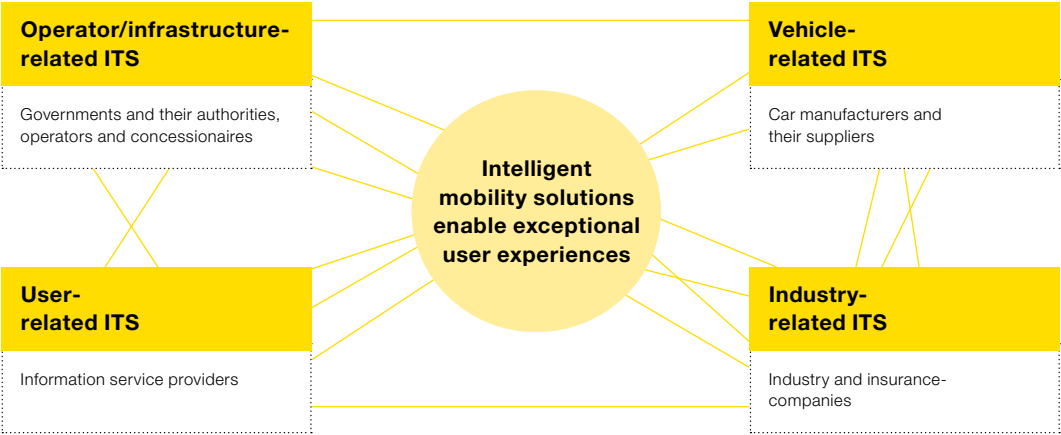 Operator/infrastructure-
related ITS
Governments and their authorities,
operators and concessionaires
Vehicle-
related ITS
Car manufacturers and
their suppliers
Intelligent
mobility solutions
enable exceptional
user experiences
User-
related ITS
Information service providers
Industry-
related ITS
Industry and insurance-
companies